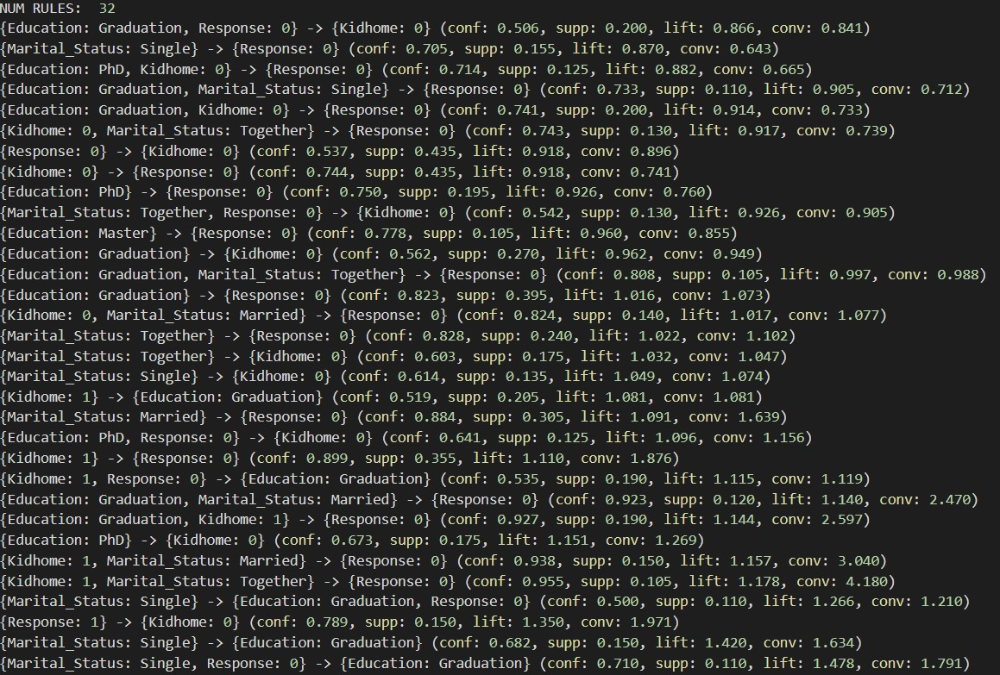 NUM RULES:  32
{Education: Graduation, Response: 0} -> {Kidhome: 0} (conf: 0.506, supp: 0.200, lift: 0.866, conv: 0.841)
{Marital_Status: Single} -> {Response: 0} (conf: 0.705, supp: 0.155, lift: 0.870, conv: 0.643)
{Education: PhD, Kidhome: 0} -> {Response: 0} (conf: 0.714, supp: 0.125, lift: 0.882, conv: 0.665)
{Education: Graduation, Marital_Status: Single} -> {Response: 0} (conf: 0.733, supp: 0.110, lift: 0.905, conv: 0.712)
{Education: Graduation, Kidhome: 0} -> {Response: 0} (conf: 0.741, supp: 0.200, lift: 0.914, conv: 0.733)
{Kidhome: 0, Marital_Status: Together} -> {Response: 0} (conf: 0.743, supp: 0.130, lift: 0.917, conv: 0.739)
{Response: 0} -> {Kidhome: 0} (conf: 0.537, supp: 0.435, lift: 0.918, conv: 0.896)
{Kidhome: 0} -> {Response: 0} (conf: 0.744, supp: 0.435, lift: 0.918, conv: 0.741)
{Education: PhD} -> {Response: 0} (conf: 0.750, supp: 0.195, lift: 0.926, conv: 0.760)
{Marital_Status: Together, Response: 0} -> {Kidhome: 0} (conf: 0.542, supp: 0.130, lift: 0.926, conv: 0.905)
{Education: Master} -> {Response: 0} (conf: 0.778, supp: 0.105, lift: 0.960, conv: 0.855)
{Education: Graduation} -> {Kidhome: 0} (conf: 0.562, supp: 0.270, lift: 0.962, conv: 0.949)
{Education: Graduation, Marital_Status: Together} -> {Response: 0} (conf: 0.808, supp: 0.105, lift: 0.997, conv: 0.988)
{Education: Graduation} -> {Response: 0} (conf: 0.823, supp: 0.395, lift: 1.016, conv: 1.073)
{Kidhome: 0, Marital_Status: Married} -> {Response: 0} (conf: 0.824, supp: 0.140, lift: 1.017, conv: 1.077)
{Marital_Status: Together} -> {Response: 0} (conf: 0.828, supp: 0.240, lift: 1.022, conv: 1.102)
{Marital_Status: Together} -> {Kidhome: 0} (conf: 0.603, supp: 0.175, lift: 1.032, conv: 1.047)
{Marital_Status: Single} -> {Kidhome: 0} (conf: 0.614, supp: 0.135, lift: 1.049, conv: 1.074)
{Kidhome: 1} -> {Education: Graduation} (conf: 0.519, supp: 0.205, lift: 1.081, conv: 1.081)
{Marital_Status: Married} -> {Response: 0} (conf: 0.884, supp: 0.305, lift: 1.091, conv: 1.639)
{Education: PhD, Response: 0} -> {Kidhome: 0} (conf: 0.641, supp: 0.125, lift: 1.096, conv: 1.156)
{Kidhome: 1} -> {Response: 0} (conf: 0.899, supp: 0.355, lift: 1.110, conv: 1.876)
{Kidhome: 1, Response: 0} -> {Education: Graduation} (conf: 0.535, supp: 0.190, lift: 1.115, conv: 1.119)
{Education: Graduation, Marital_Status: Married} -> {Response: 0} (conf: 0.923, supp: 0.120, lift: 1.140, conv: 2.470)
{Education: Graduation, Kidhome: 1} -> {Response: 0} (conf: 0.927, supp: 0.190, lift: 1.144, conv: 2.597)
{Education: PhD} -> {Kidhome: 0} (conf: 0.673, supp: 0.175, lift: 1.151, conv: 1.269)
{Kidhome: 1, Marital_Status: Married} -> {Response: 0} (conf: 0.938, supp: 0.150, lift: 1.157, conv: 3.040)
{Kidhome: 1, Marital_Status: Together} -> {Response: 0} (conf: 0.955, supp: 0.105, lift: 1.178, conv: 4.180)
{Marital_Status: Single} -> {Education: Graduation, Response: 0} (conf: 0.500, supp: 0.110, lift: 1.266, conv: 1.210)
{Response: 1} -> {Kidhome: 0} (conf: 0.789, supp: 0.150, lift: 1.350, conv: 1.971)
{Marital_Status: Single} -> {Education: Graduation} (conf: 0.682, supp: 0.150, lift: 1.420, conv: 1.634)
{Marital_Status: Single, Response: 0} -> {Education: Graduation} (conf: 0.710, supp: 0.110, lift: 1.478, conv: 1.791)